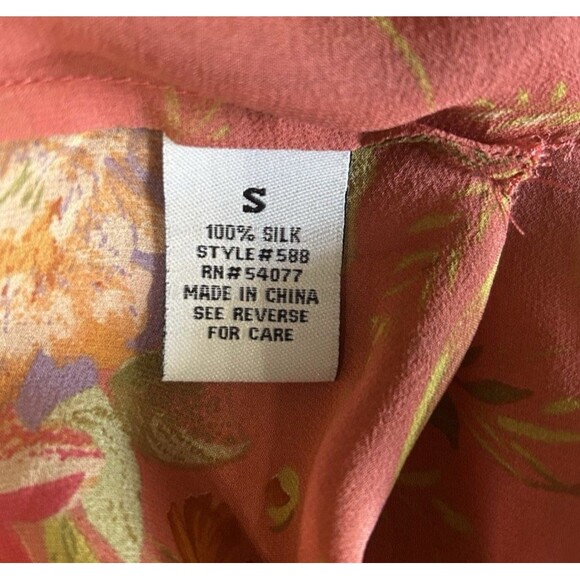 S
100% SILK
STYLE#588
RN#54077
MADE IN CHINA
SEE REVERSE
FOR CARE